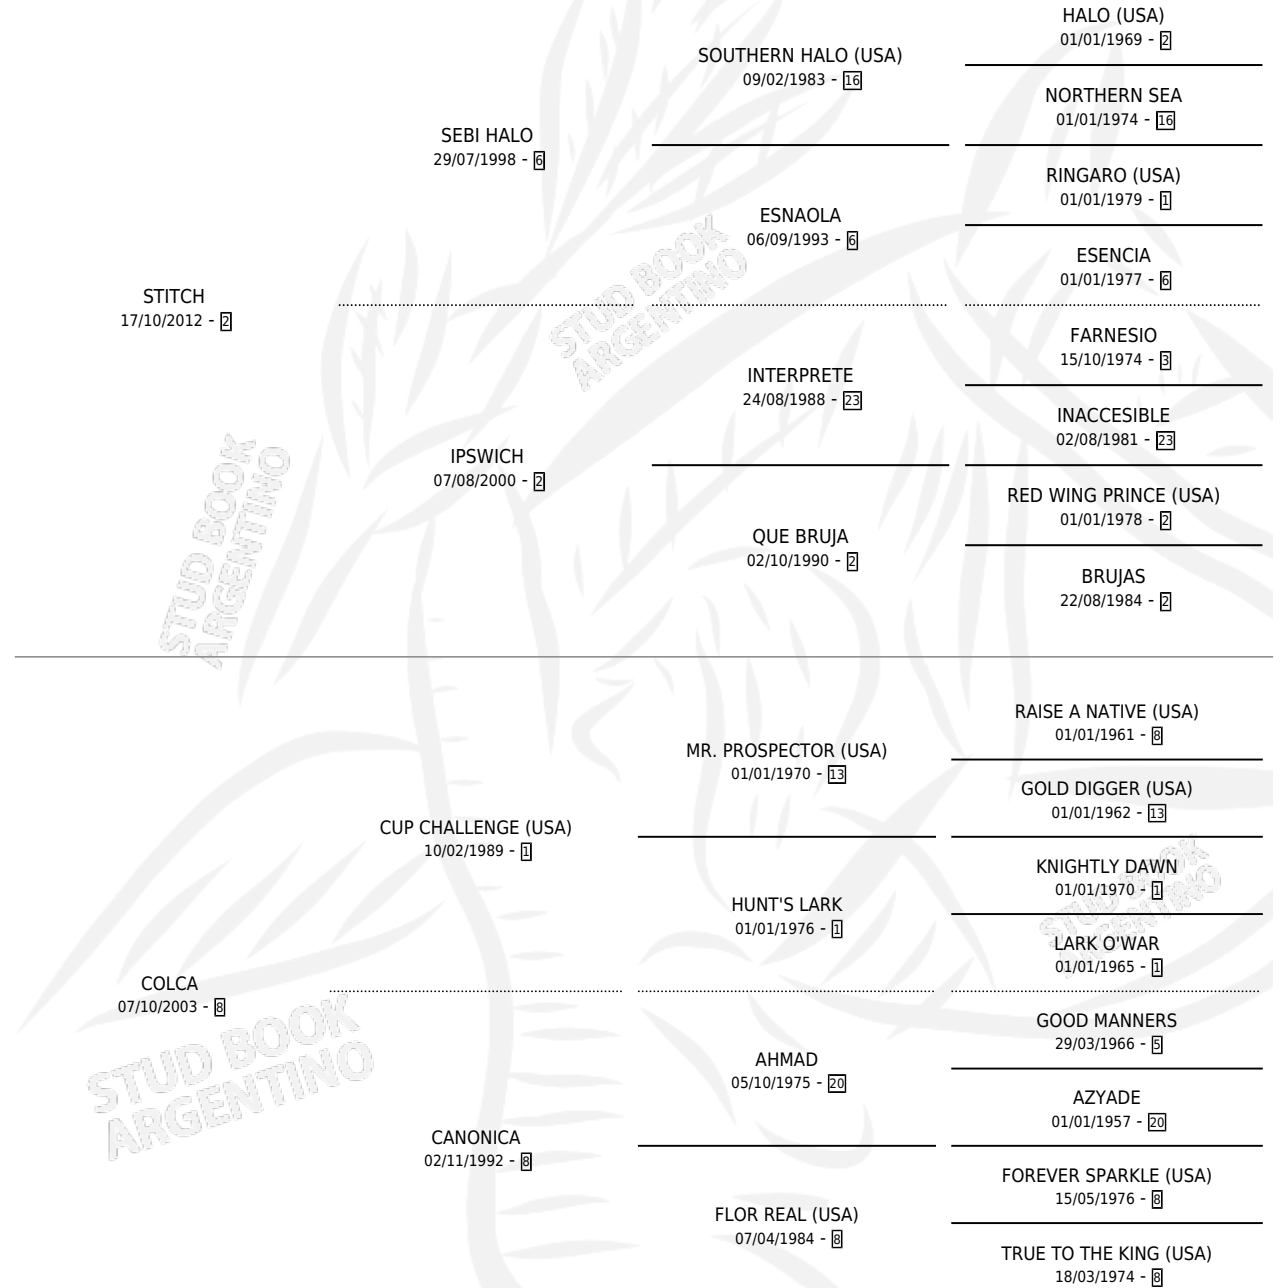 HALO (USA)
01/01/1969 - 2
SOUTHERN HALO (USA)
09/02/1983 - 16
NORTHERN SEA
01/01/1974 - 16
SEBI HALO
29/07/1998 - 6
RINGARO (USA)
01/01/1979 - 1
ESNAOLA
06/09/1993 - 6
ESENCIA
01/01/1977 - 6
STITCH
17/10/2012 - 2
FARNESIO
15/10/1974 - 3
INTERPRETE
24/08/1988 - 23
INACCESIBLE
02/08/1981 - 23
IPSWICH
07/08/2000 - 2
RED WING PRINCE (USA)
01/01/1978 - 2
QUE BRUJA
02/10/1990 - 2
BRUJAS
22/08/1984 - 2
RAISE A NATIVE (USA)
01/01/1961 - 8
MR. PROSPECTOR (USA)
01/01/1970 - 13
GOLD DIGGER (USA)
01/01/1962 - 13
CUP CHALLENGE (USA)
10/02/1989 - 1
KNIGHTLY DAWN
01/01/1970 - 1
HUNT'S LARK
01/01/1976 - 1
LARK O'WAR
01/01/1965 - 1
COLCA
07/10/2003 - 8
GOOD MANNERS
29/03/1966 - 5
AHMAD
05/10/1975 - 20
AZYADE
01/01/1957 - 20
CANONICA
02/11/1992 - 8
FOREVER SPARKLE (USA)
15/05/1976 - 8
FLOR REAL (USA)
07/04/1984 - 8
TRUE TO THE KING (USA)
18/03/1974 - 8
STUD BOOK
ARGENTINO
STUD BOOK
ARGENTINO
STUD BOOK
ARGENTINO
STUD BOOK
ARGENTINO